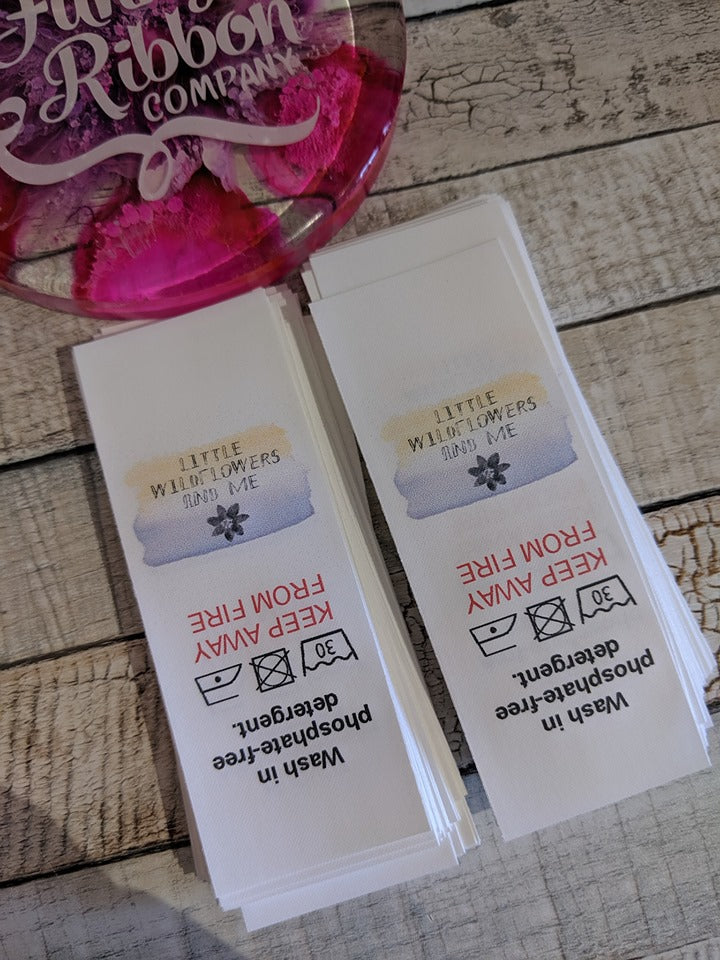 Ribbon
COMPANY
LITTLE
WILDFLOWERS
AND ME
Wash in
phosphate-free
detergent.
30
KEEP AWAY
FROM FIRE
LITTLE
WILDFLOWERS
AND ME
Wash in
phosphate-free
detergent.
30
KEEP AWAY
FROM FIRE